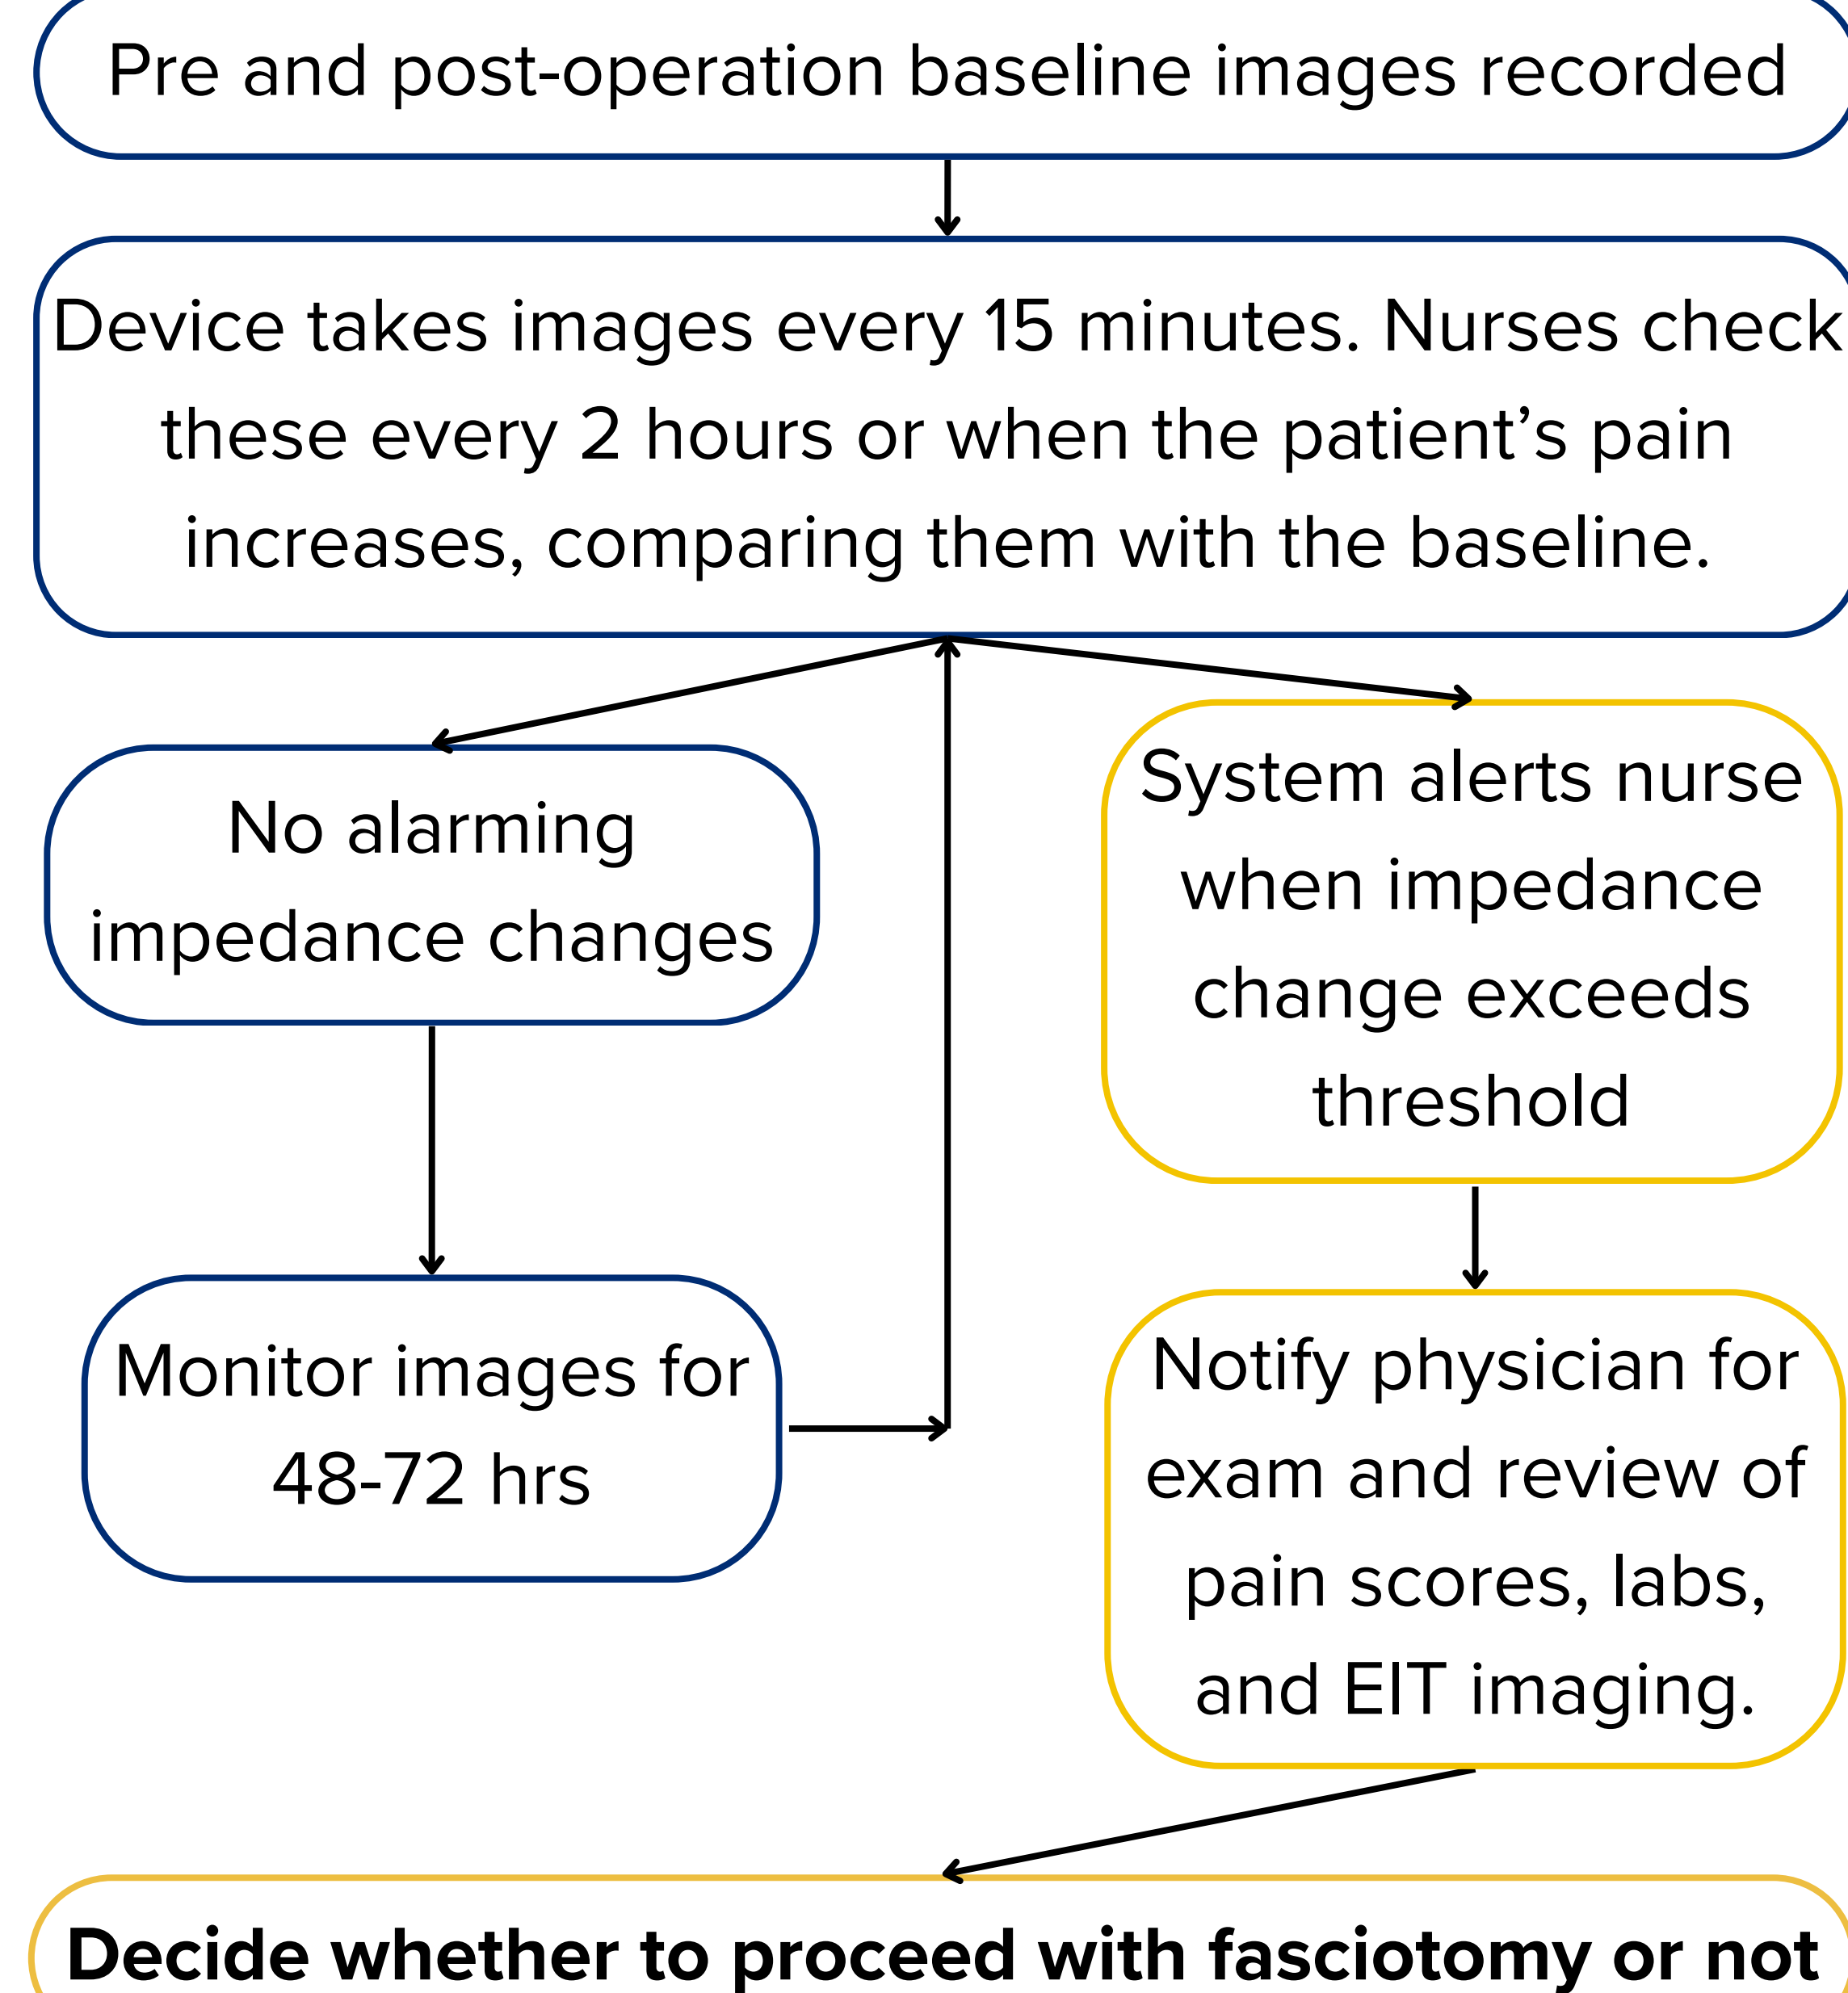 Pre and post-operation baseline images recorded
Device takes images every 15 minutes. Nurses check
these every 2 hours or when the patient's pain
increases, comparing them with the baseline.
No alarming
impedance changes
System alerts nurse
when impedance
change exceeds
threshold
Monitor images for
48-72 hrs
Notify physician for
exam and review of
pain scores, labs,
and EIT imaging.
Decide whether to proceed with fasciotomy or not